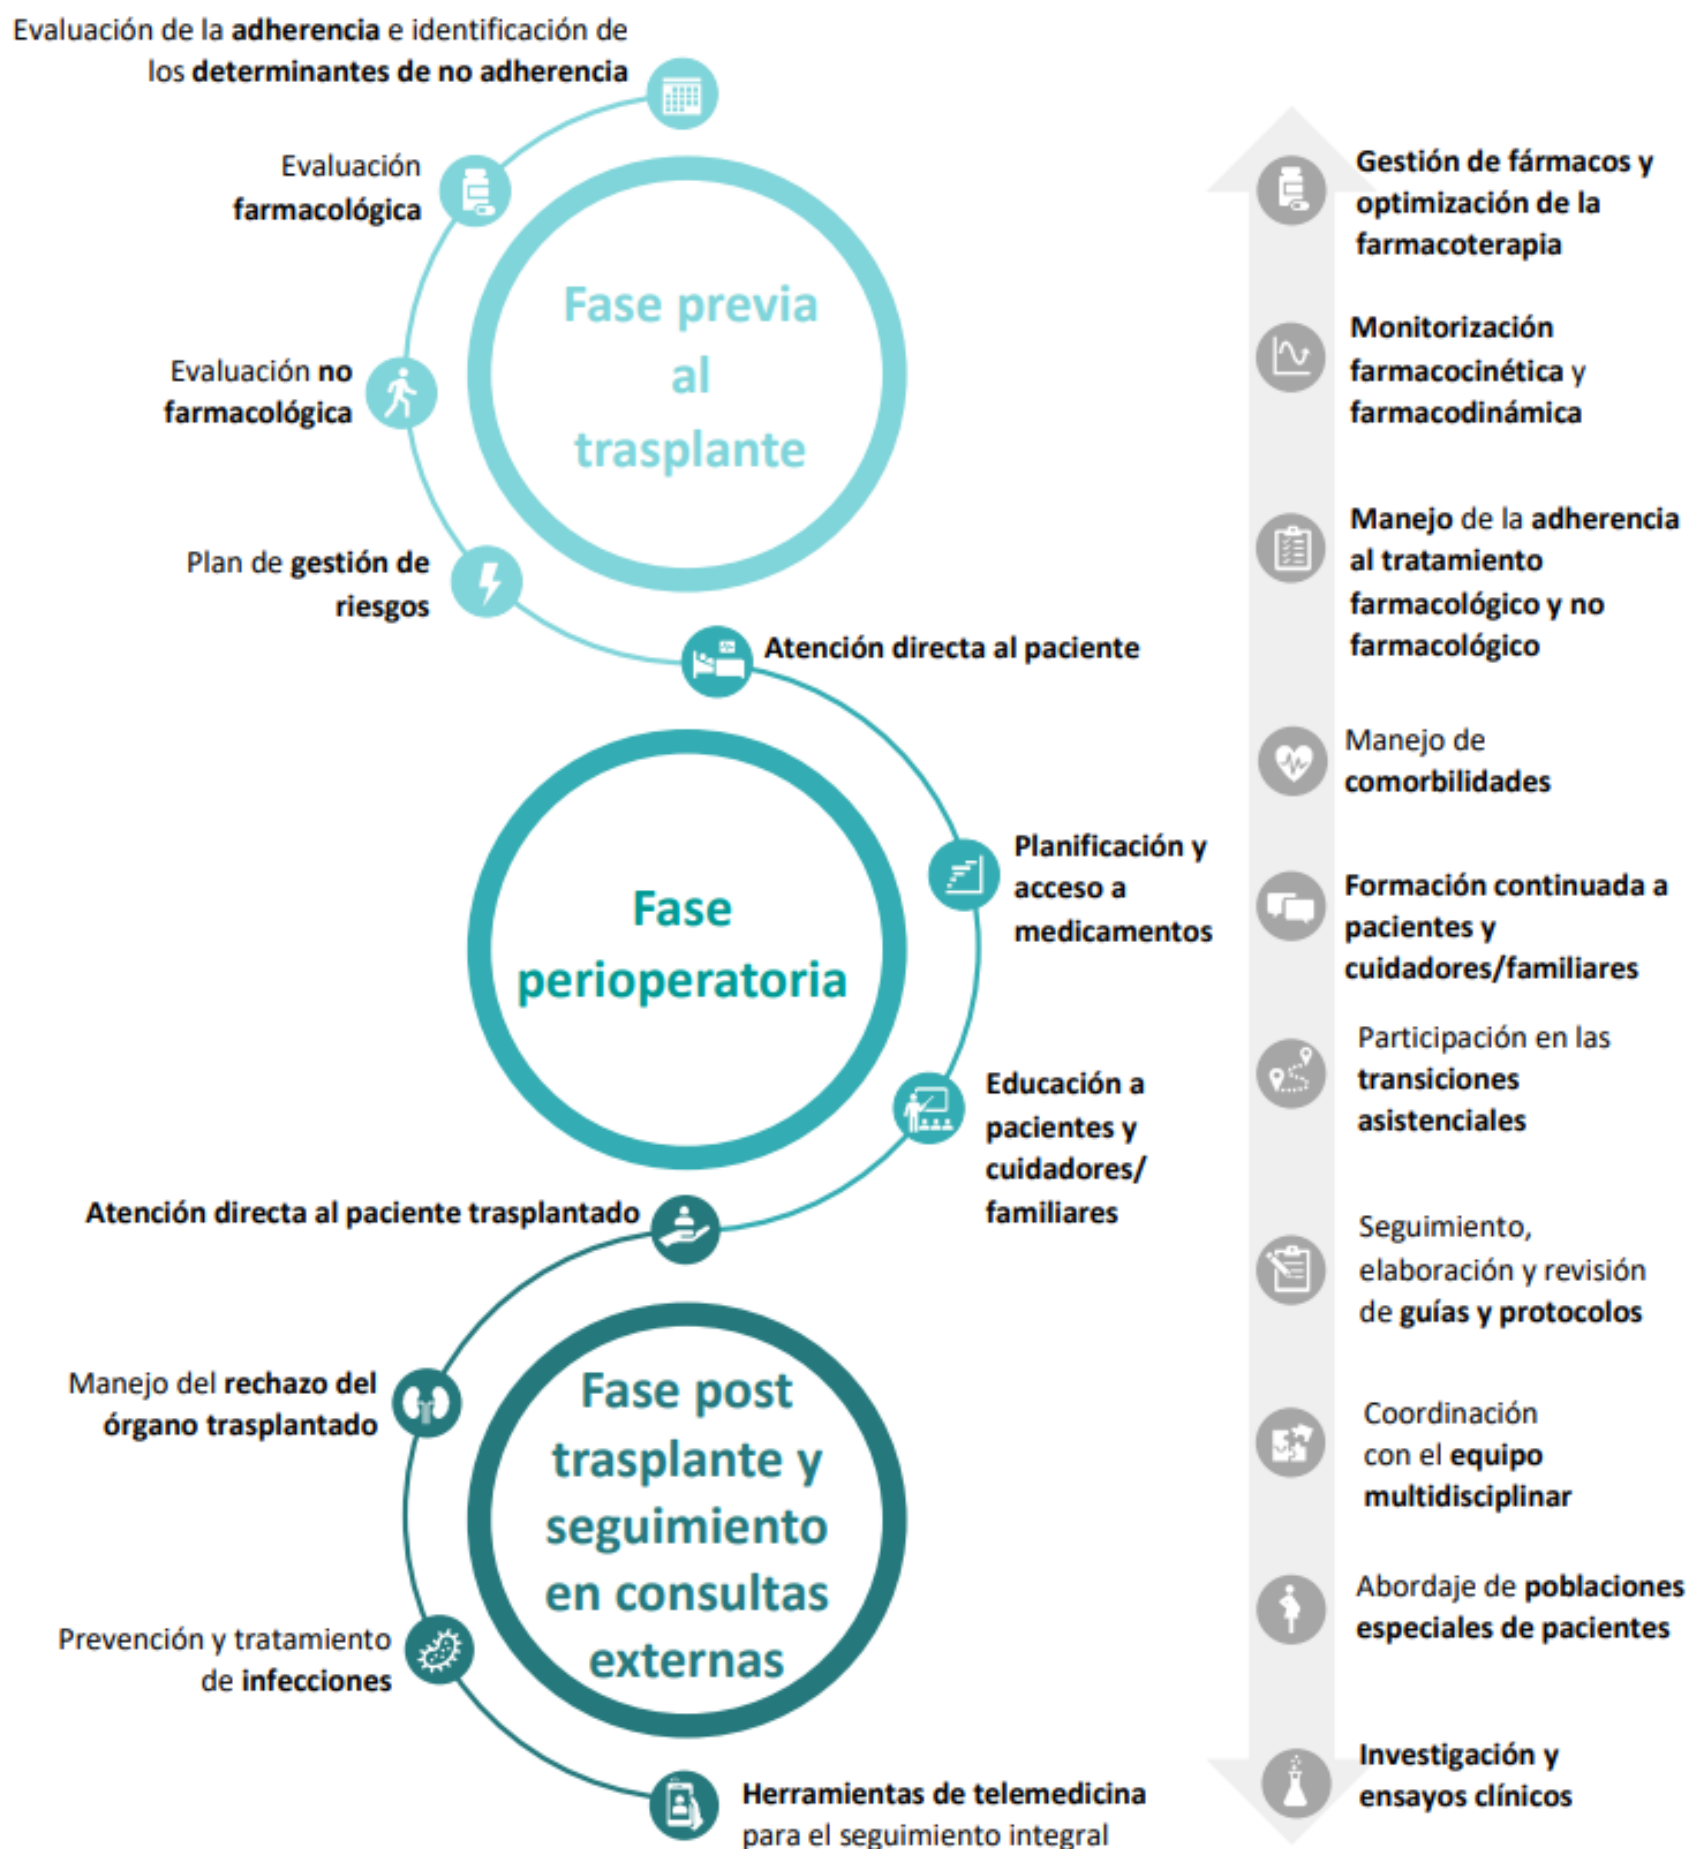 Evaluación de la adherencia e identificación de
los determinantes de no adherencia
Evaluación
farmacológica
Evaluación no
farmacológica
Plan de gestión de
riesgos
Fase previa
al
trasplante
Atención directa al paciente
Planificación y
acceso a
medicamentos
Educación a
pacientes y
cuidadores/
familiares
Fase
perioperatoria
Atención directa al paciente trasplantado
Manejo del rechazo del
órgano trasplantado
Prevención y tratamiento
de infecciones
Herramientas de telemedicina
para el seguimiento integral
Fase post
trasplante y
seguimiento
en consultas
externas
Gestión de fármacos y
optimización de la
farmacoterapia
Monitorización
farmacocinética y
farmacodinámica
Manejo de la adherencia
al tratamiento
farmacológico y no
farmacológico
Manejo de
comorbilidades
Formación continuada a
pacientes y
cuidadores/familiares
Participación en las
transiciones
asistenciales
Seguimiento,
elaboración y revisión
de guías y protocolos
Coordinación
con el equipo
multidisciplinar
Abordaje de poblaciones
especiales de pacientes
Investigación y
ensayos clínicos